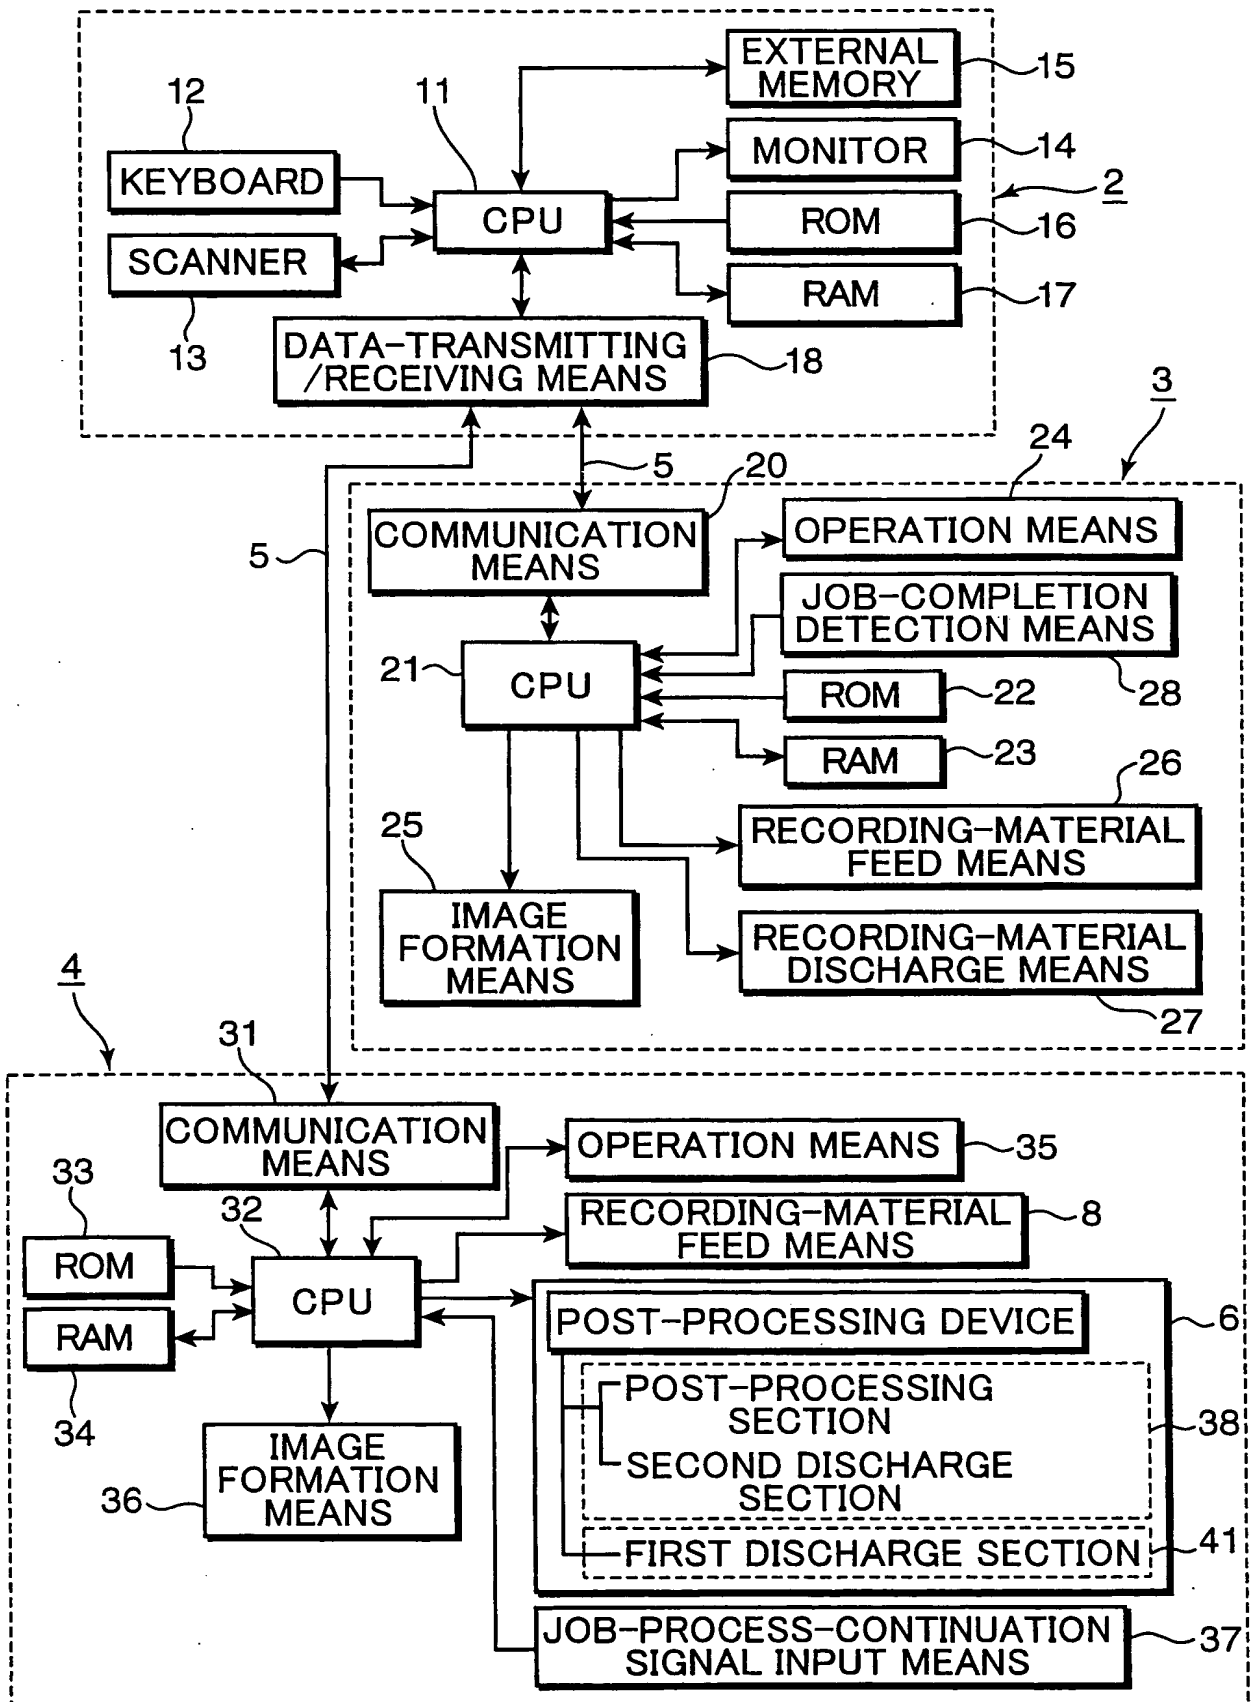 EXTERNAL
MEMORY
15
12
11
MONITOR
14
KEYBOARD
CPU
ROM
16
2
SCANNER
RAM
17
13
DATA-TRANSMITTING
/RECEIVING MEANS
18
3
5
20
24
COMMUNICATION
MEANS
OPERATION MEANS
5
JOB-COMPLETION
DETECTION MEANS
28
21
CPU
ROM
22
RAM
23
26
25
RECORDING-MATERIAL
FEED MEANS
IMAGE
FORMATION
MEANS
RECORDING-MATERIAL
DISCHARGE MEANS
27
4
31
COMMUNICATION
MEANS
OPERATION MEANS
35
33
32
RECORDING-MATERIAL
FEED MEANS
8
ROM
CPU
RAM
34
POST-PROCESSING DEVICE
6
POST-PROCESSING
SECTION
38
SECOND DISCHARGE
SECTION
IMAGE
FORMATION
MEANS
36
FIRST DISCHARGE SECTION
41
JOB-PROCESS-CONTINUATION
SIGNAL INPUT MEANS
37